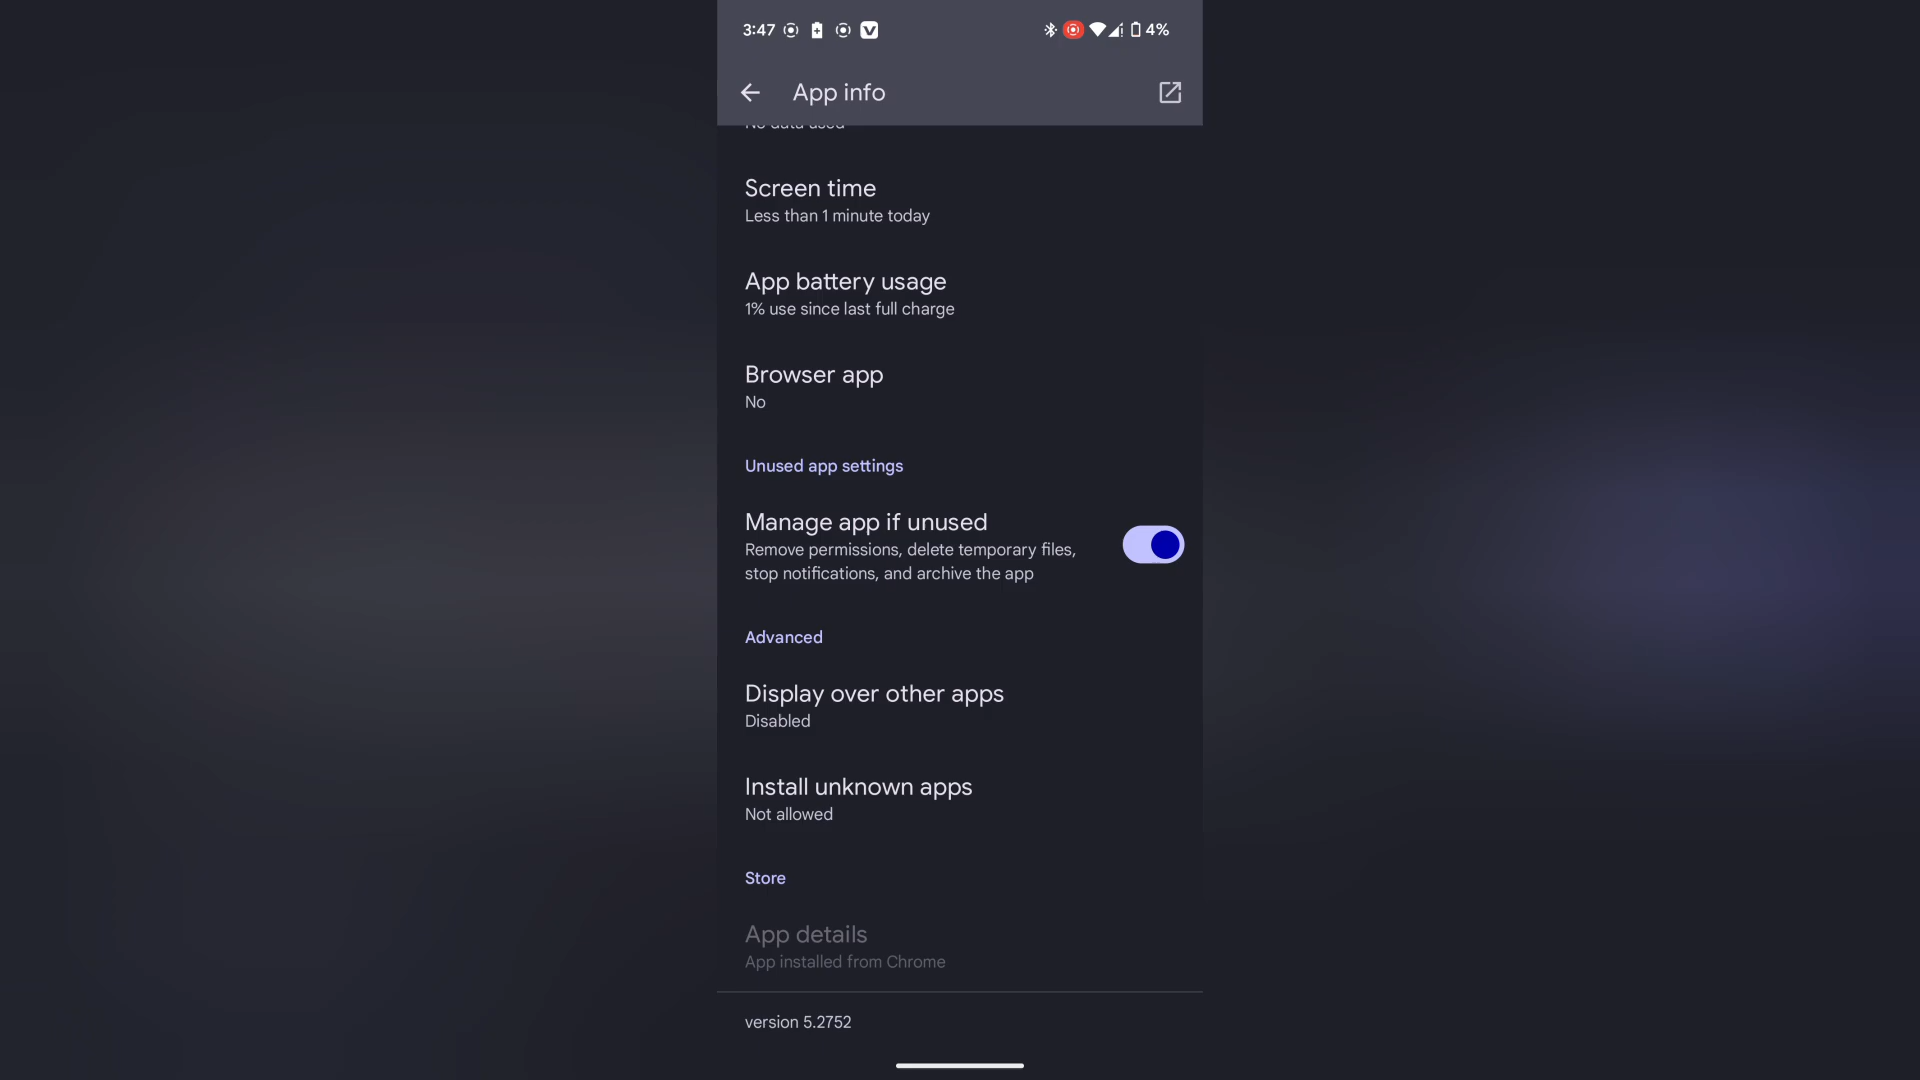 3:47 4%
App info
No data used
Screen time
Less than 1 minute today
App battery usage
1% use since last full charge
Browser app
No
Unused app settings
Manage app if unused
Remove permissions, delete temporary files,
stop notifications, and archive the app
Advanced
Display over other apps
Disabled
Install unknown apps
Not allowed
Store
App details
App installed from Chrome
version 5.2752